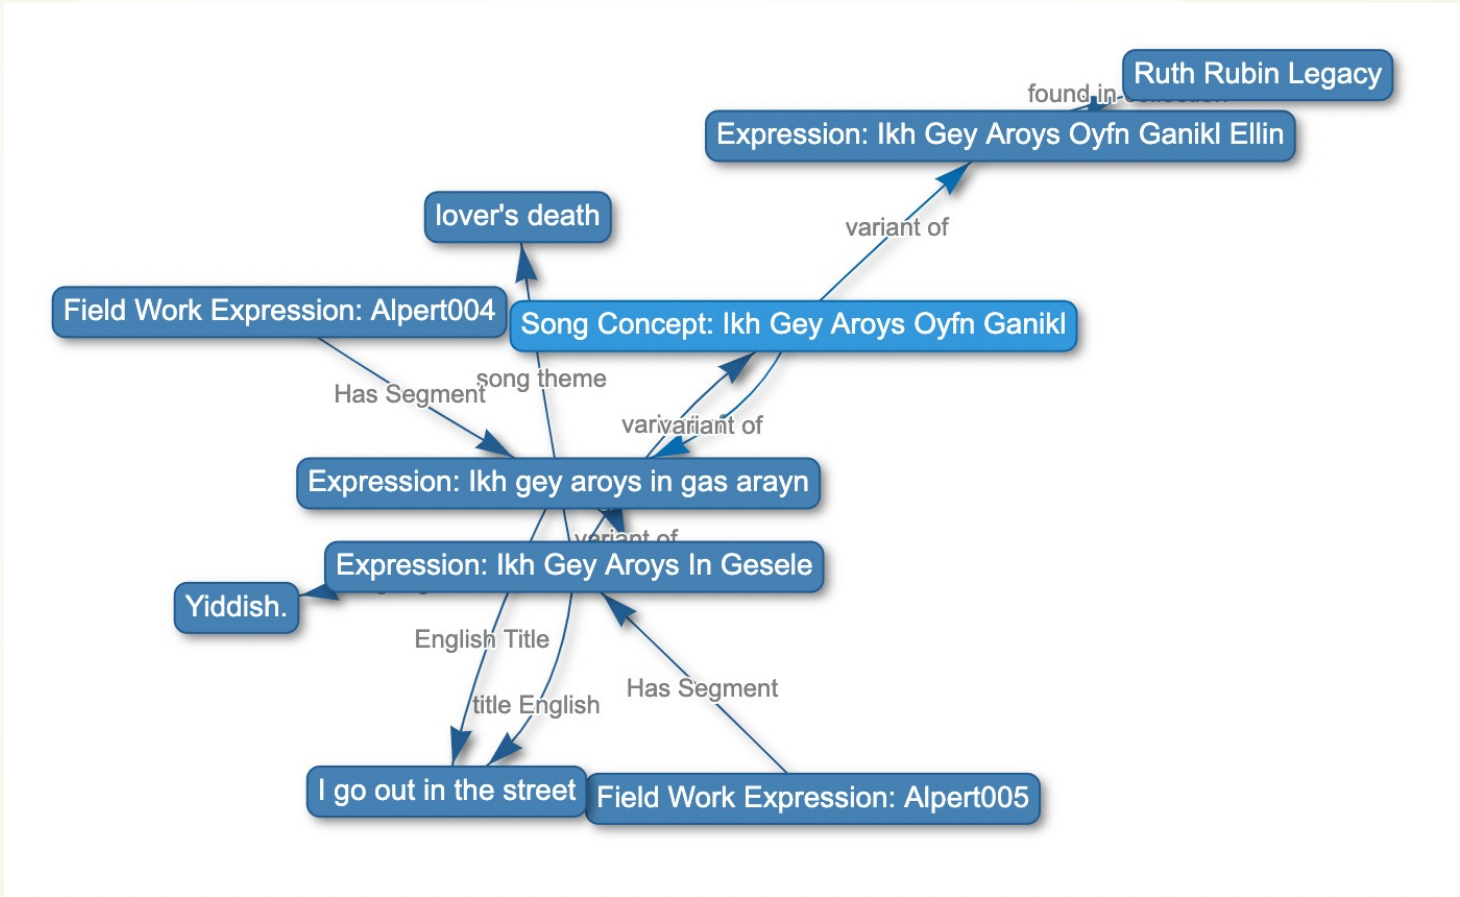 Ruth Rubin Legacy
found in
Expression: Ikh Gey Aroys Oyfn Ganikl Ellin
lover's death
variant of
Field Work Expression: Alpert004
Song Concept: Ikh Gey Aroys Oyfn Ganikl
song theme
Has Segment
variant of
Expression: Ikh gey aroys in gas arayn
variant of
Expression: Ikh Gey Aroys In Gesele
Yiddish.
English Title
Has Segment
title English
I go out in the street
Field Work Expression: Alpert005